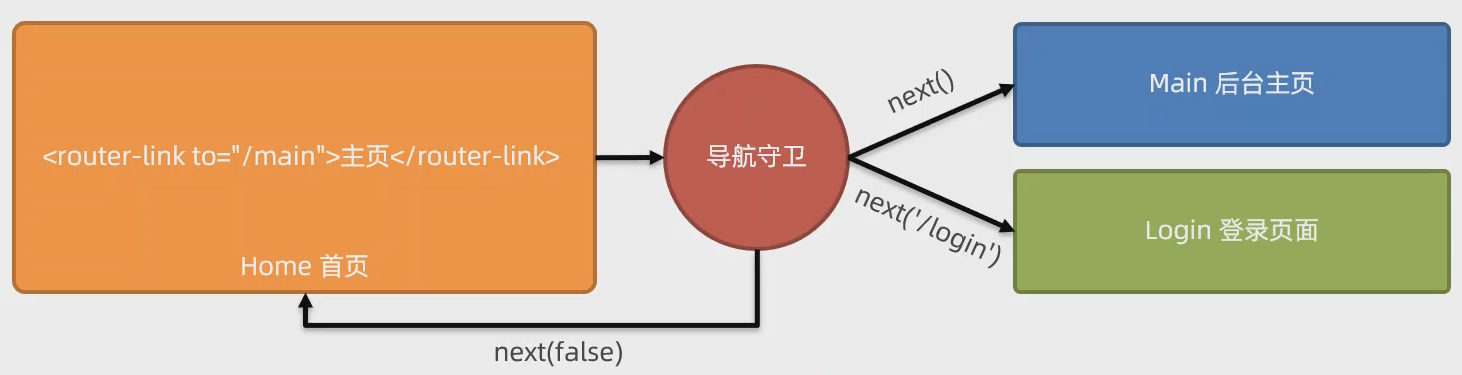 <router-link to="/main">主页</router-link>
Home 首页
导航守卫
next()
next('/login')
next(false)
Main 后台主页
Login 登录页面